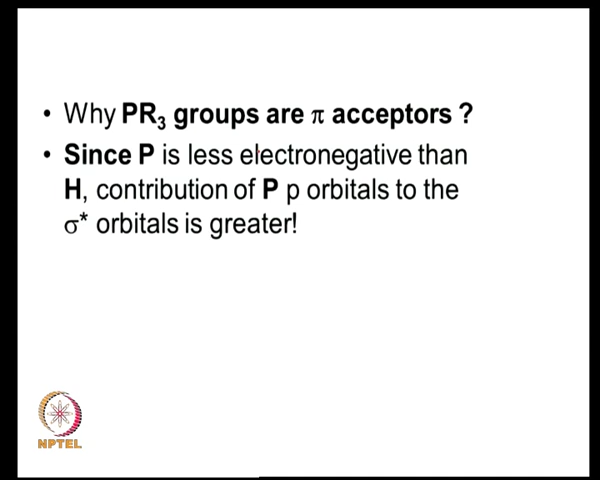 • Why PR₃ groups are π acceptors ?
• Since P is less electronegative than
H, contribution of P p orbitals to the
σ* orbitals is greater!
NPTEL